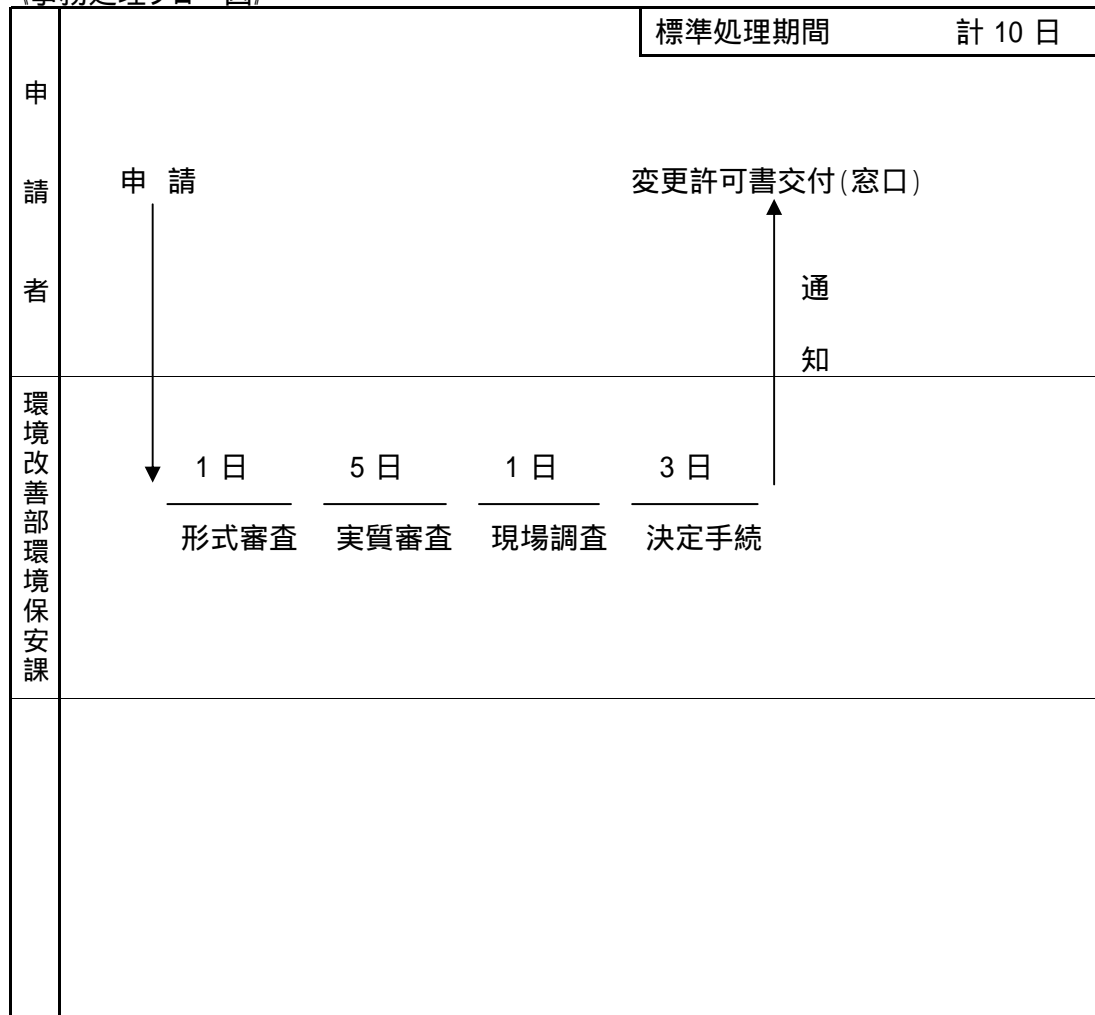 標準処理期間 計 10 日
申請者
申 請
変更許可書交付(窓口)
通知
環境改善部環境保安課
1 日 5 日 1 日 3 日
形式審査 実質審査 現場調査 決定手続